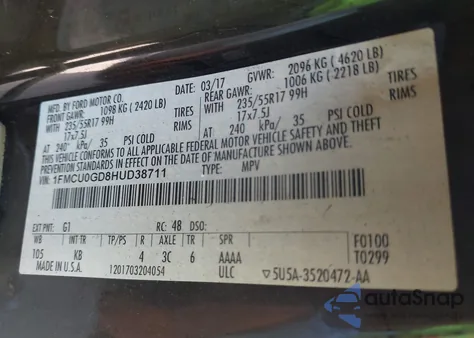 MFD. BY FORD MOTOR CO.
03/17 GVWR: 2096 KG (4620 LB)
FRONT GAWR: 1098 KG (2420 LB) REAR GAWR: 1006 KG (2218 LB)
WITH 235/55R17 99H TIRES WITH 235/55R17 99H TIRES
17x7.5J 17x7.5J
AT 240 kPa/ 35 PSI COLD AT 240 kPa/ 35 PSI COLD
THIS VEHICLE CONFORMS TO ALL APPLICABLE FEDERAL MOTOR VEHICLE SAFETY, BUMPER, AND THEFT
PREVENTION STANDARDS IN EFFECT ON THE DATE OF MANUFACTURE SHOWN ABOVE.
VIN: 1FMCU0GD8HUD38711
TYPE: MPV
EXT PNT: G1 RC: 48 DSO:
WB INT TR TP/PS R AXLE TR SPR F0100
105 KB 4 3C 6 AAAA T0299
MADE IN U.S.A. 1201703204054 ULC 5U5A-3520472-AA
autoSnap